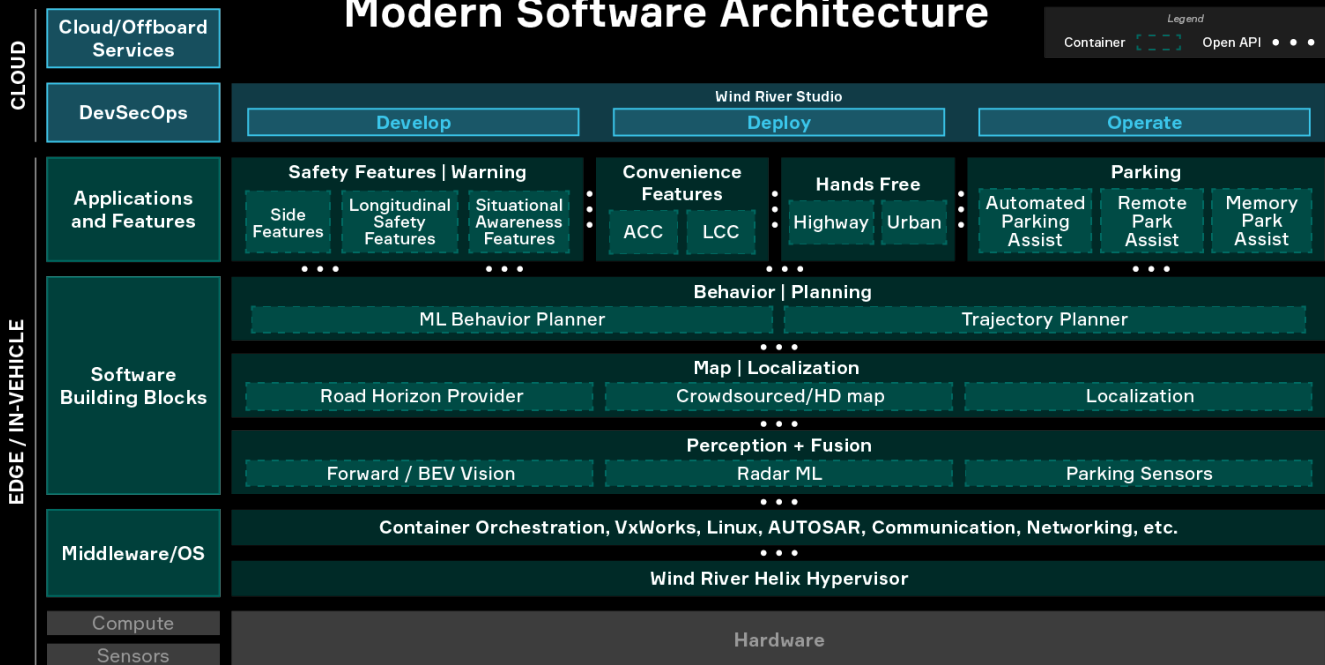 Modern Software Architecture
Legend
Container
Open API
CLOUD
Cloud/Offboard
Services
DevSecOps
Wind River Studio
Develop
Deploy
Operate
EDGE / IN-VEHICLE
Applications
and Features
Safety Features | Warning
Side
Features
Longitudinal
Safety
Features
Situational
Awareness
Features
Convenience
Features
ACC
LCC
Hands Free
Highway
Urban
Parking
Automated
Parking
Assist
Remote
Park
Assist
Memory
Park
Assist
Software
Building Blocks
Behavior | Planning
ML Behavior Planner
Trajectory Planner
Map | Localization
Road Horizon Provider
Crowdsourced/HD map
Localization
Perception + Fusion
Forward / BEV Vision
Radar ML
Parking Sensors
Middleware/OS
Container Orchestration, VxWorks, Linux, AUTOSAR, Communication, Networking, etc.
Wind River Helix Hypervisor
Compute
Sensors
Hardware